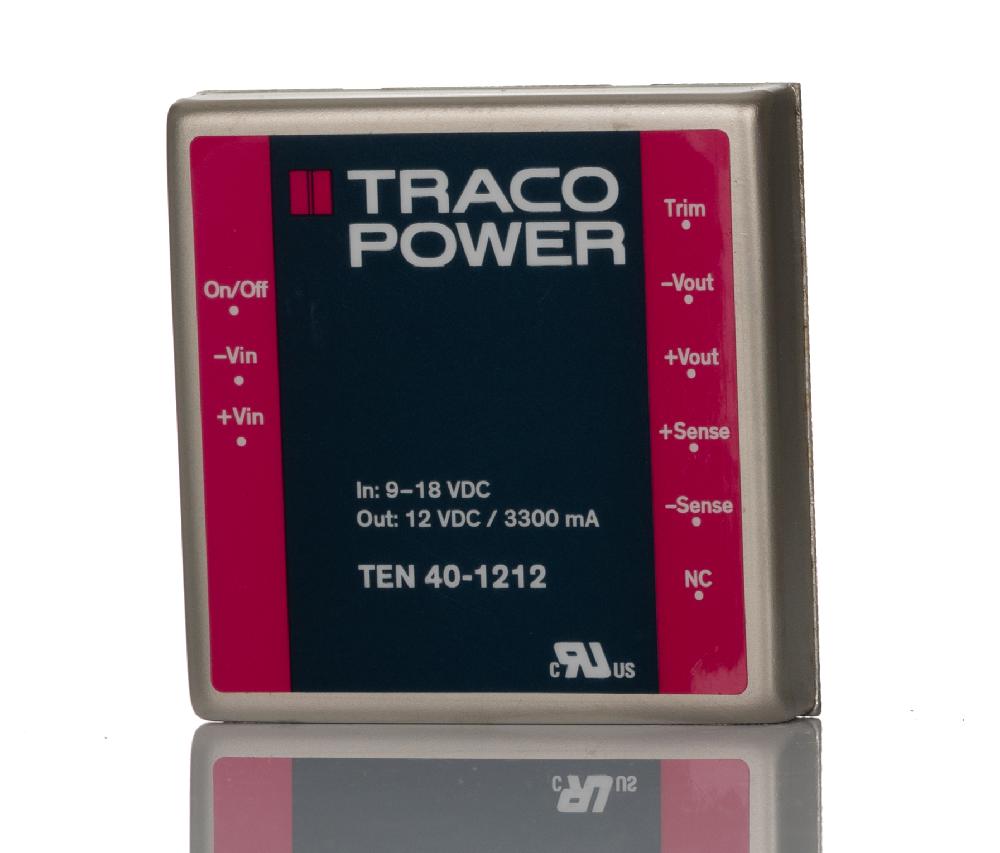 TRACO
POWER
On/Off
–Vin
+Vin
Trim
–Vout
+Vout
+Sense
–Sense
NC
In: 9–18 VDC
Out: 12 VDC / 3300 mA
TEN 40-1212
c RU US